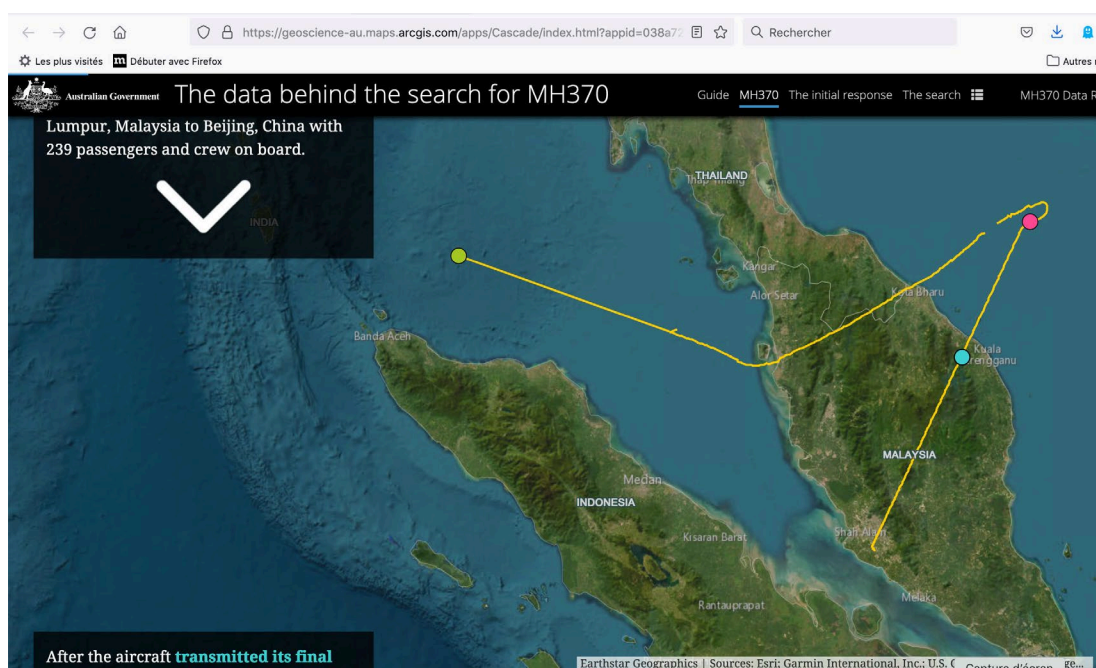 https://geoscience-au.maps.arcgis.com/apps/Cascade/index.html?appid=038a72
Rechercher
Les plus visités
Débuter avec Firefox
Autres
Australian Government
The data behind the search for MH370
Guide
MH370
The initial response
The search
MH370 Data R
Lumpur, Malaysia to Beijing, China with
239 passengers and crew on board.
THAILAND
INDIA
Kangar
Alor Setar
Kota Bharu
Banda Aceh
Kuala
Terengganu
MALAYSIA
Medan
INDONESIA
Kisaran Barat
Shah Alam
Rantauprapat
Melaka
After the aircraft transmitted its final
Earthstar Geographics | Sources: Esri; Garmin International, Inc.; U.S. C
Capture d'écran
ge...